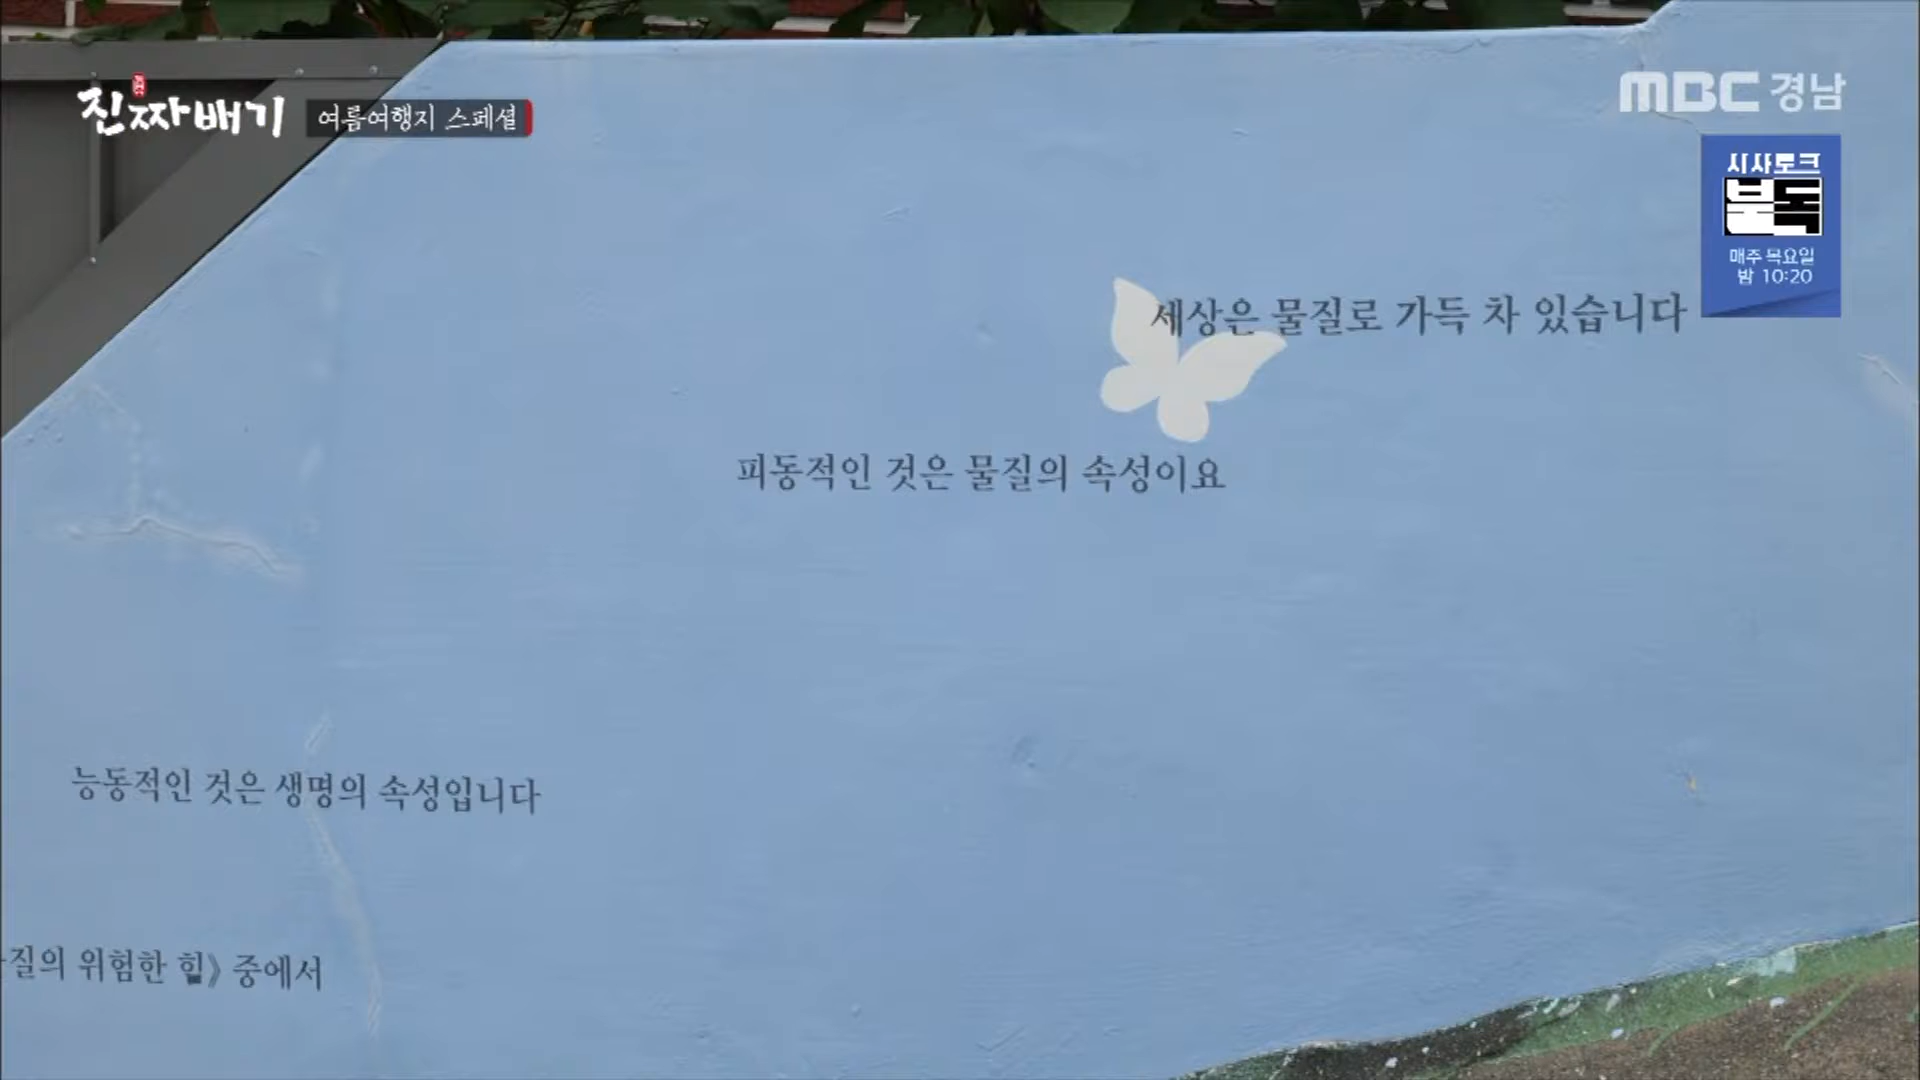 진짜배기
여름여행지 스페셜
MBC 경남
시사토크
붙독
매주 목요일
밤 10:20
세상은 물질로 가득 차 있습니다
피동적인 것은 물질의 속성이요
능동적인 것은 생명의 속성입니다
질의 위험한 힘》 중에서